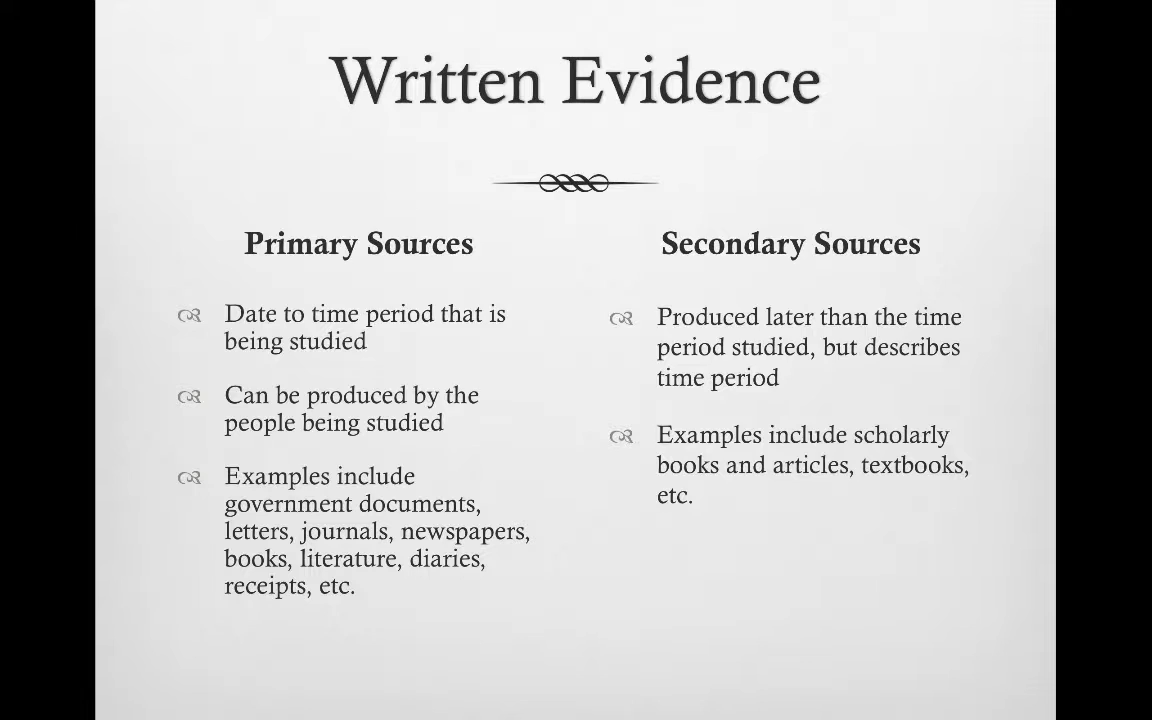 Written Evidence
Primary Sources
Date to time period that is
being studied
Can be produced by the
people being studied
Examples include
government documents,
letters, journals, newspapers,
books, literature, diaries,
receipts, etc.
Secondary Sources
Produced later than the time
period studied, but describes
time period
Examples include scholarly
books and articles, textbooks,
etc.